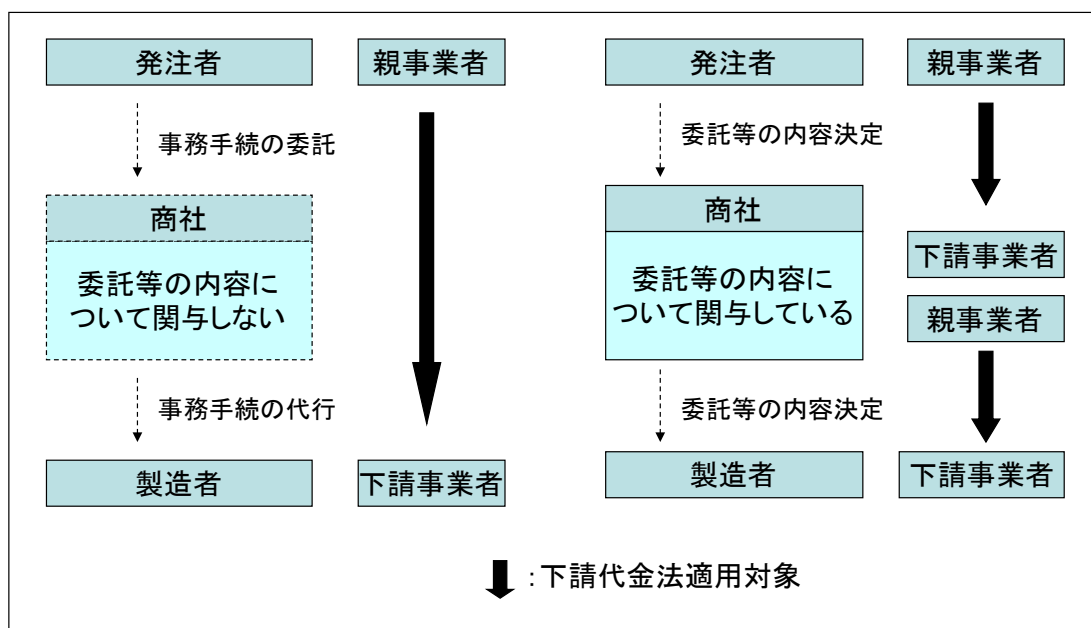 発注者
親事業者
事務手続の委託
商社
委託等の内容に
ついて関与しない
事務手続の代行
製造者
下請事業者
発注者
親事業者
委託等の内容決定
商社
委託等の内容に
ついて関与している
下請事業者
親事業者
委託等の内容決定
製造者
下請事業者
：下請代金法適用対象